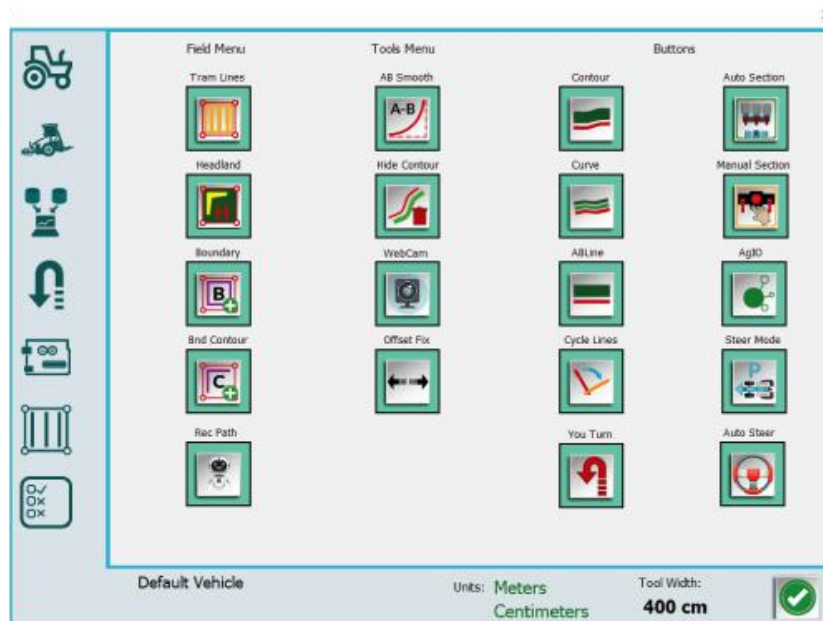 Field Menu Tools Menu Buttons
Tram Lines AB Smooth Contour Auto Section
A-B
Headland Hide Contour Curve Manual Section
H
Boundary WebCam ABLine AgIO
B
Bnd Contour Offset Fix Cycle Lines Steer Mode
C P
Rec Path You Turn Auto Steer
Default Vehicle Units: Meters Tool Width:
Centimeters 400 cm